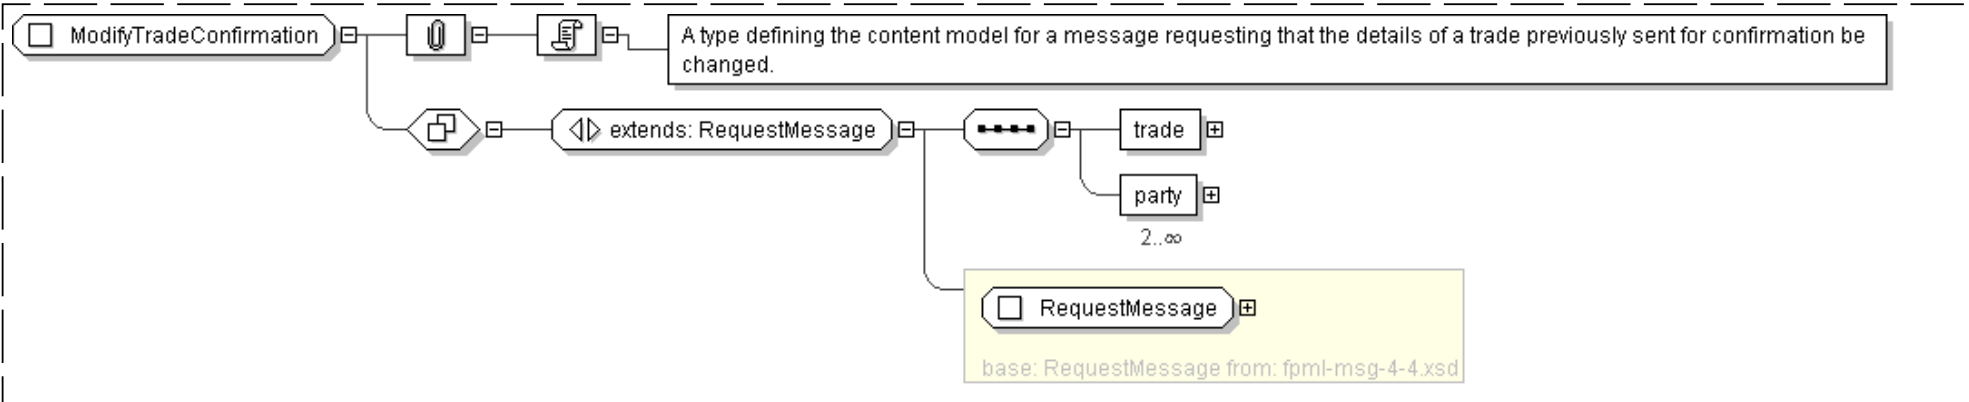 ModifyTradeConfirmation
A type defining the content model for a message requesting that the details of a trade previously sent for confirmation be
changed.
extends: RequestMessage
trade
party
2..∞
RequestMessage
base: RequestMessage from: fpml-msg-4-4.xsd